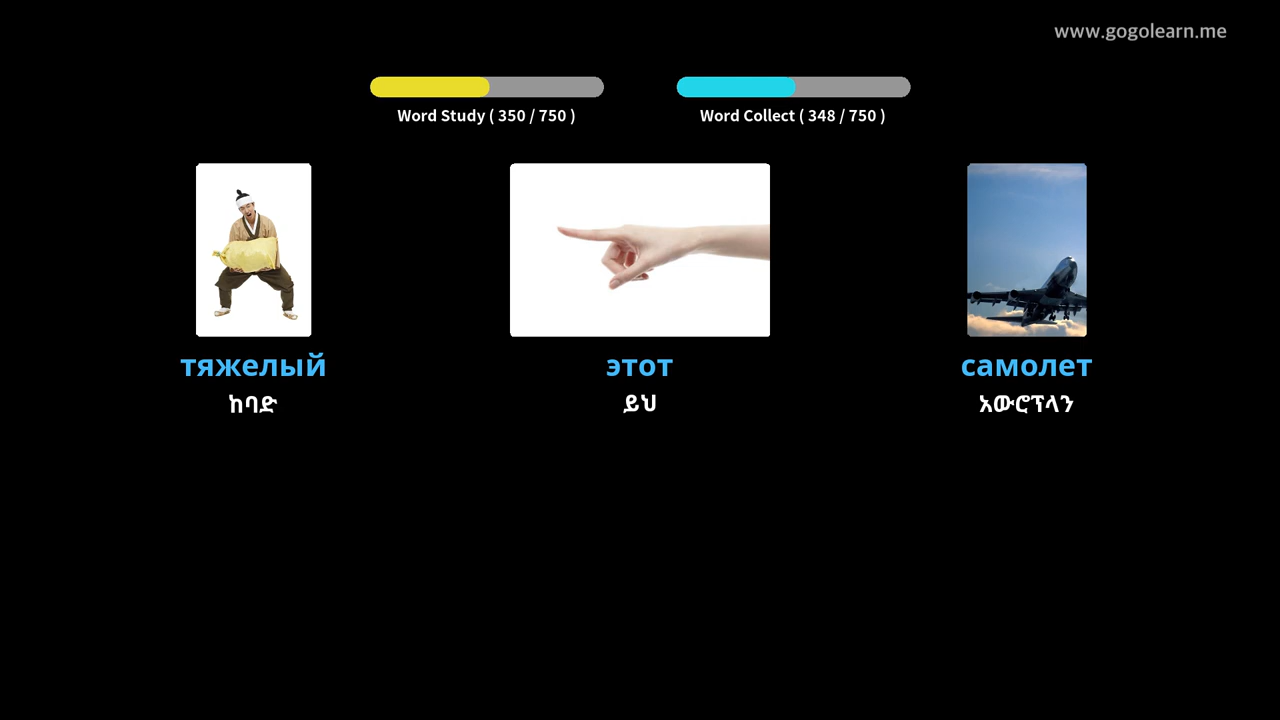 www.gogolearn.me
Word Study ( 350 / 750 )
Word Collect ( 348 / 750 )
тяжелый
ከባድ
этот
ይህ
самолет
አውሮፕላን